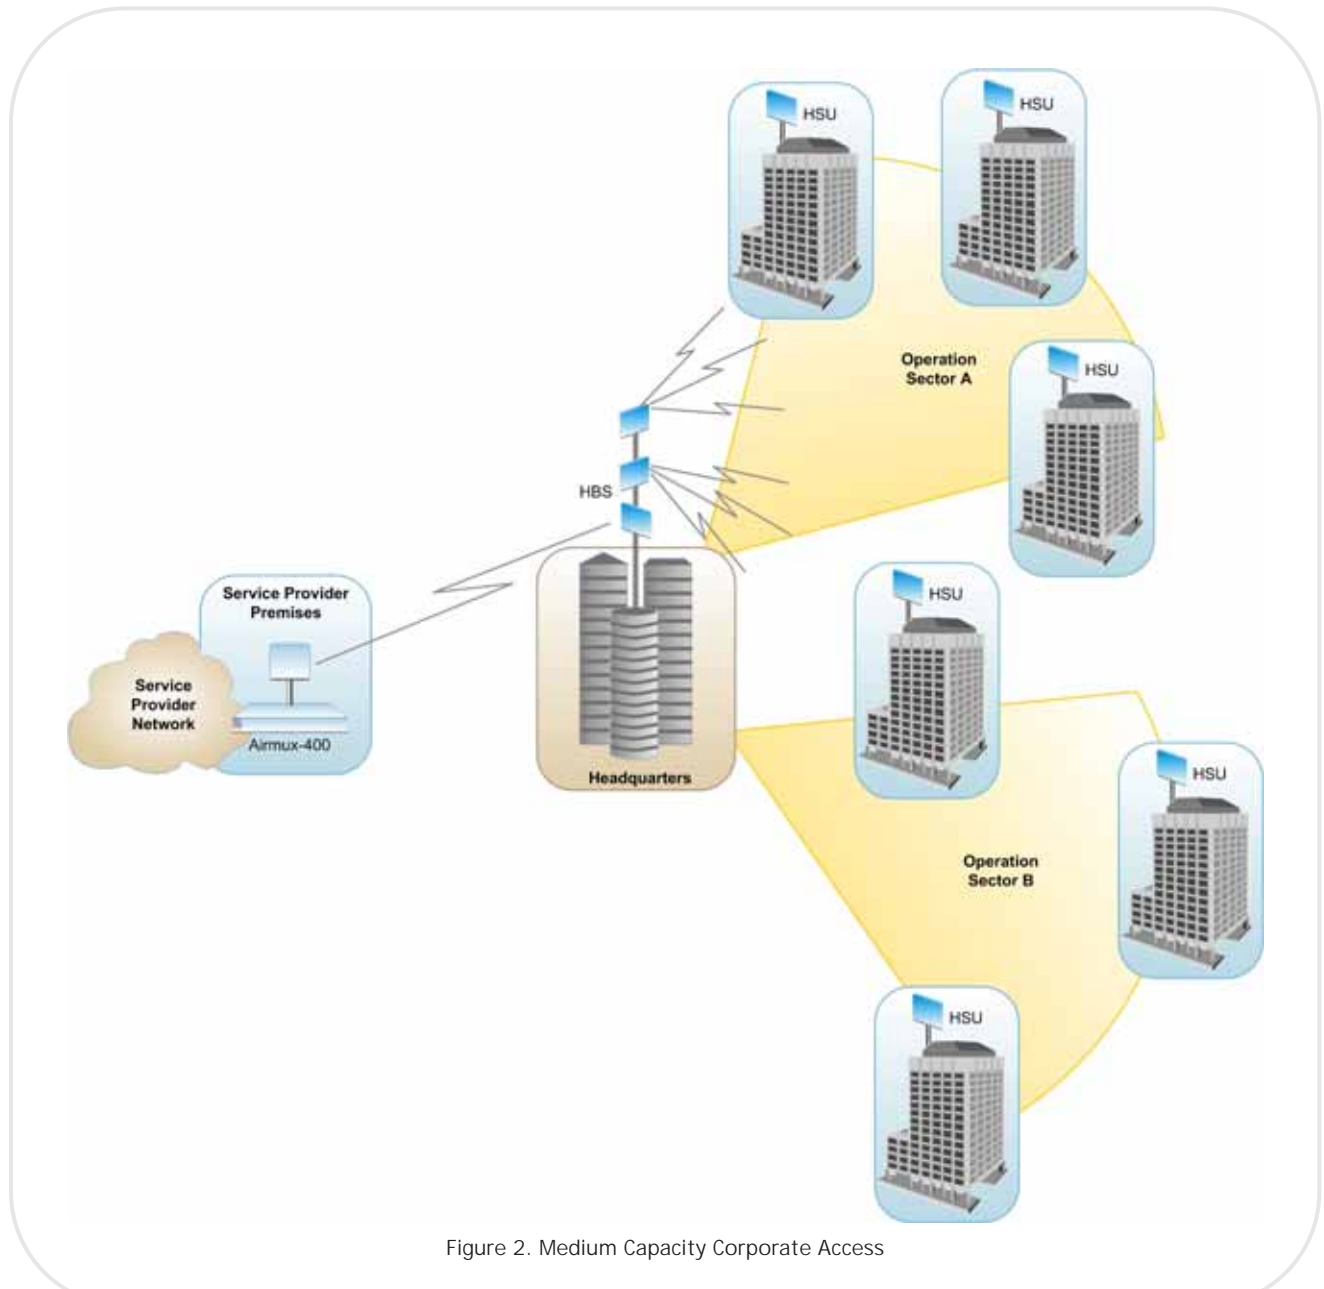 HSU
HSU
Operation
Sector A
HSU
HBS
HSU
Service Provider
Premises
Service
Provider
Network
Airmux-400
Headquarters
HSU
Operation
Sector B
HSU
Figure 2. Medium Capacity Corporate Access